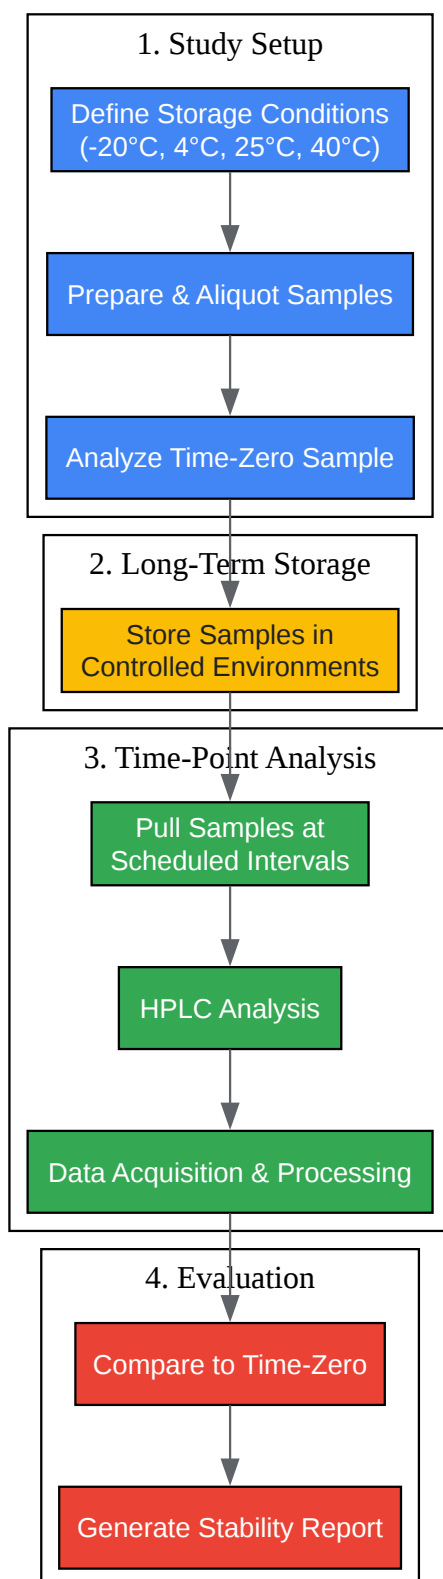 1. Study Setup
Define Storage Conditions
(-20°C, 4°C, 25°C, 40°C)
Prepare & Aliquot Samples
Analyze Time-Zero Sample
2. Long-Term Storage
Store Samples in
Controlled Environments
3. Time-Point Analysis
Pull Samples at
Scheduled Intervals
HPLC Analysis
Data Acquisition & Processing
4. Evaluation
Compare to Time-Zero
Generate Stability Report